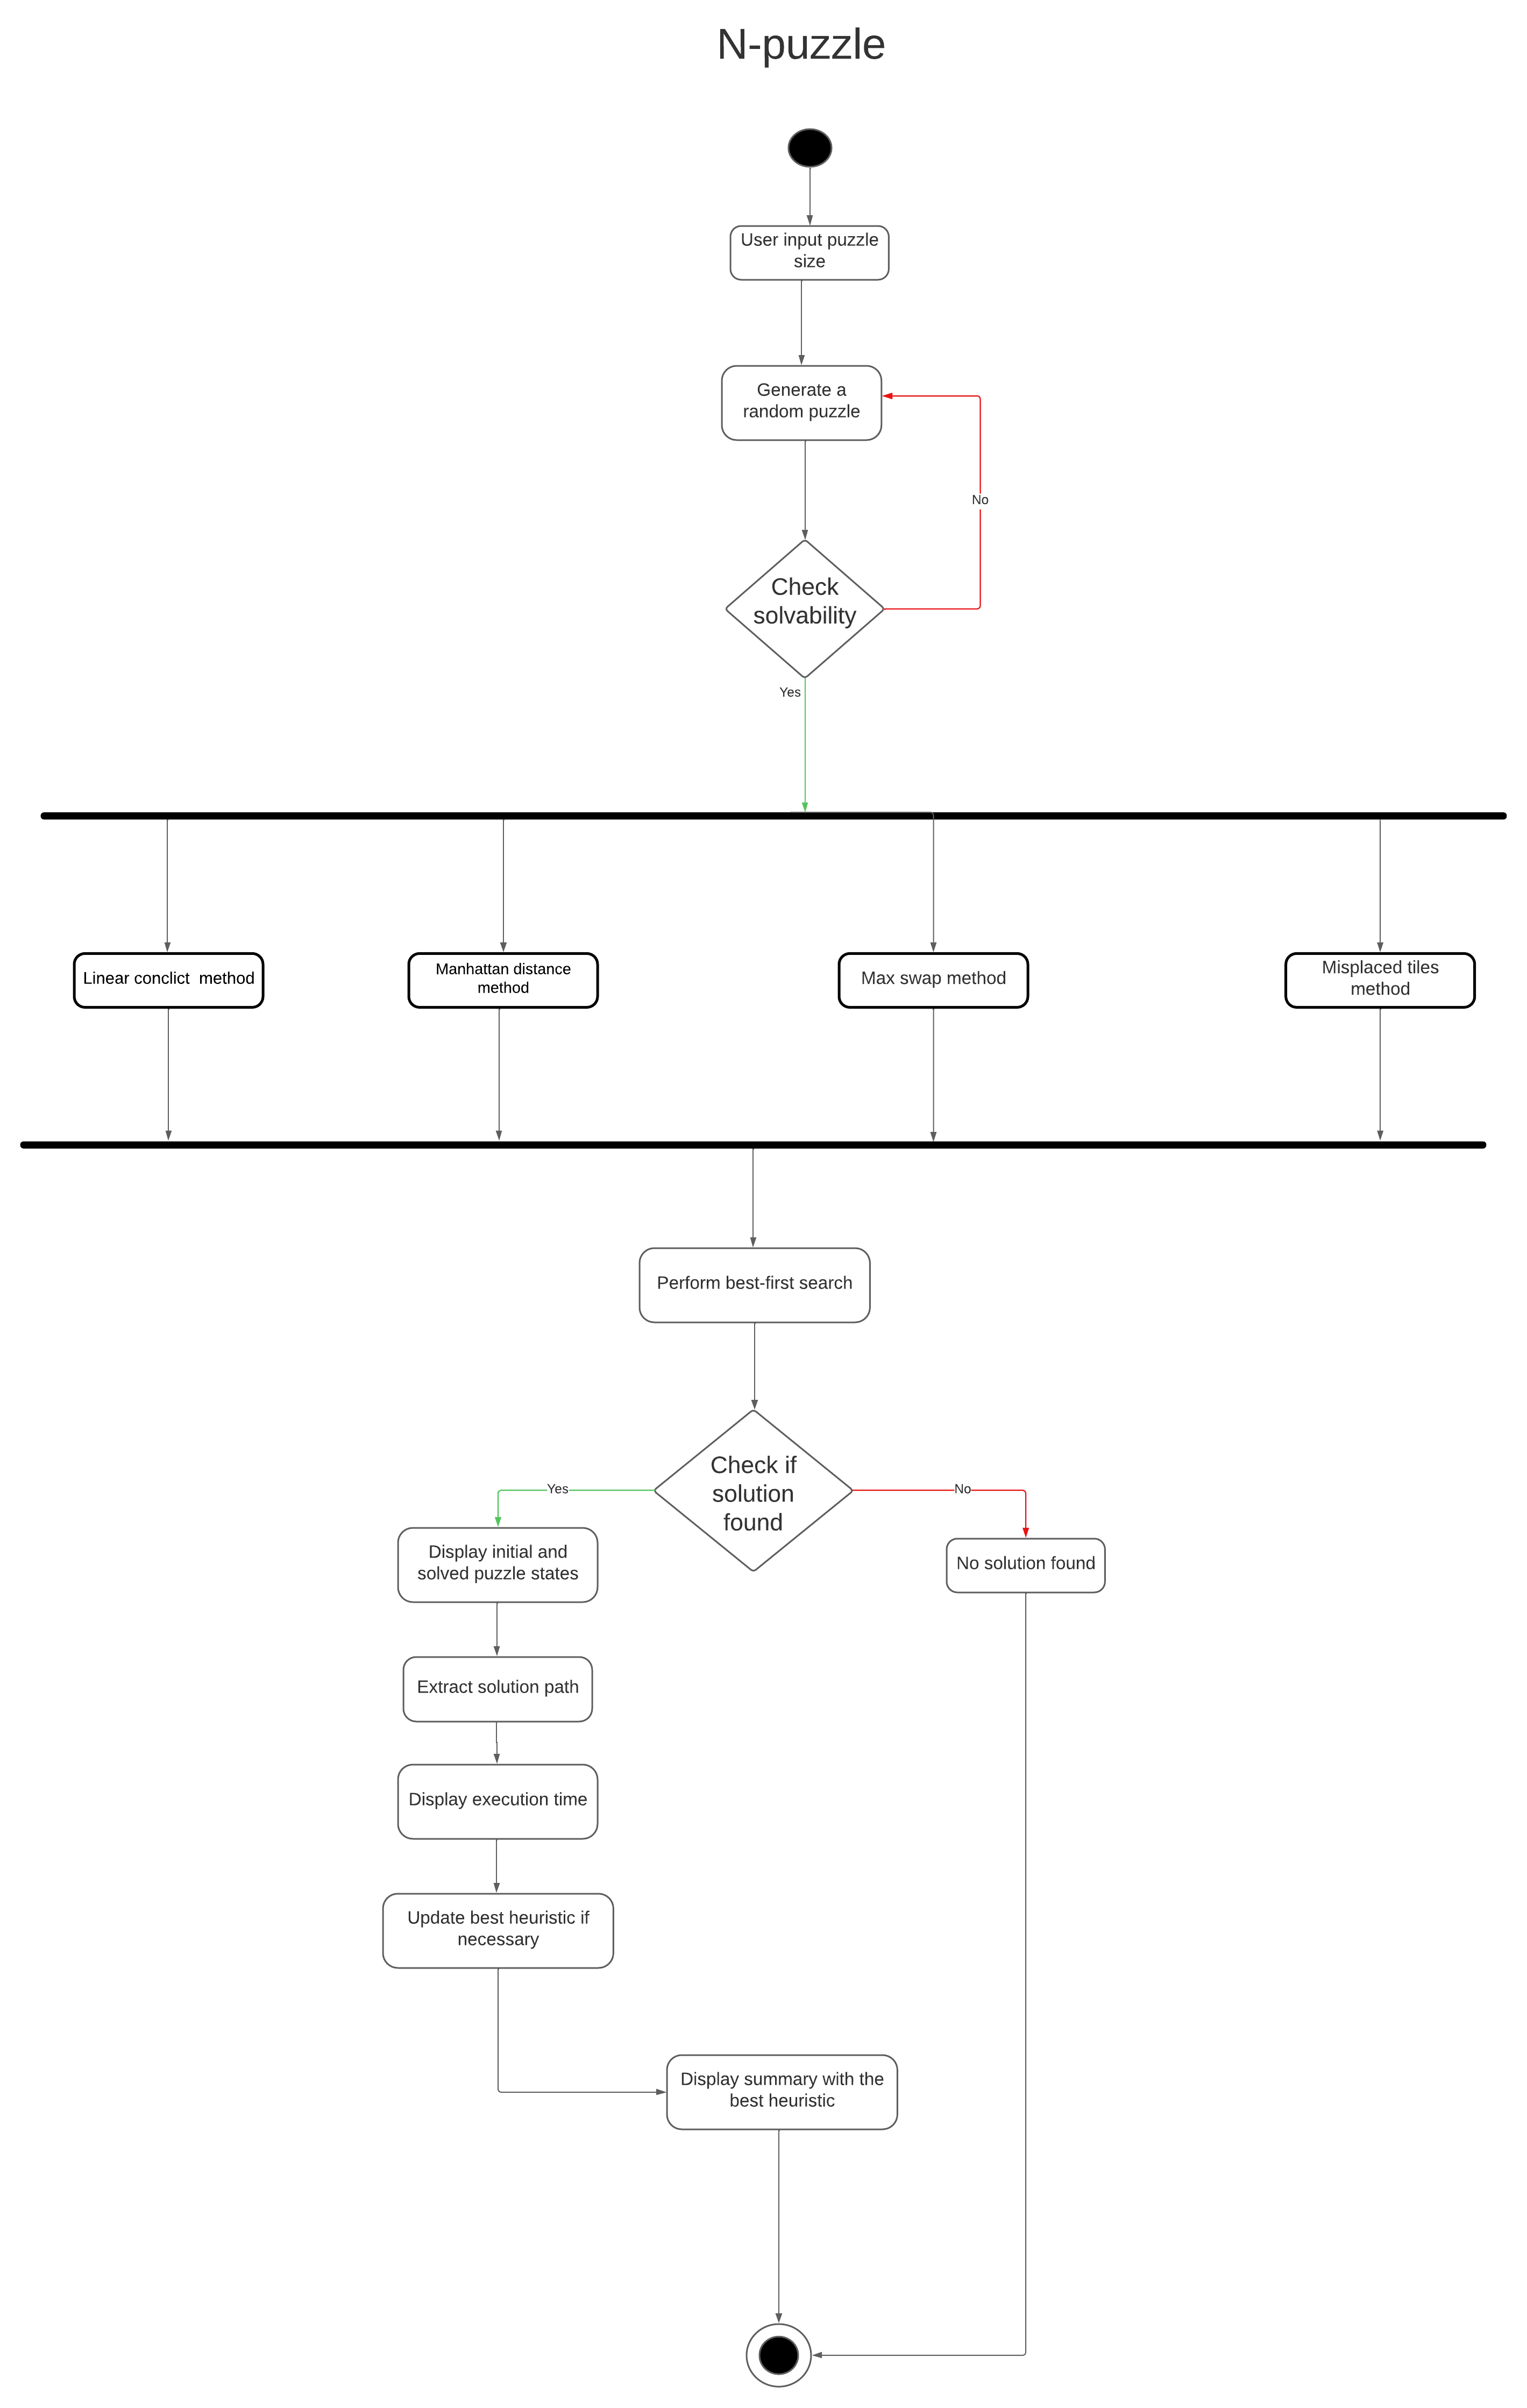 N-puzzle
User input puzzle
size
Generate a
random puzzle
No
Check
solvability
Yes
Linear conclict  method
Manhattan distance
method
Max swap method
Misplaced tiles
method
Perform best-first search
Check if
solution
found
Yes
No
Display initial and
solved puzzle states
No solution found
Extract solution path
Display execution time
Update best heuristic if
necessary
Display summary with the
best heuristic